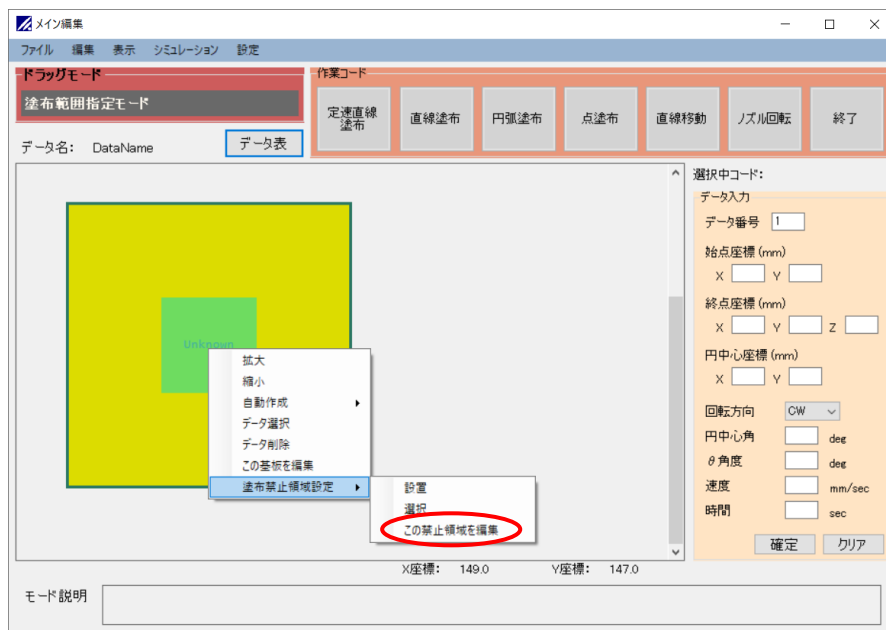 メイン編集
ファイル 編集 表示 シミュレーション 設定
ドラッグモード
塗布範囲指定モード
データ名: DataName
データ表
作業コード
定速直線
塗布
直線塗布
円弧塗布
点塗布
直線移動
ノズル回転
終了
Unknown
拡大
縮小
自動作成
データ選択
データ削除
この基板を編集
塗布禁止領域設定
設置
選択
この禁止領域を編集
選択中コード:
データ入力
データ番号 1
始点座標 (mm)
X Y
終点座標 (mm)
X Y Z
円中心座標 (mm)
X Y
回転方向 CW
円中心角 deg
θ角度 deg
速度 mm/sec
時間 sec
確定 クリア
X座標: 149.0 Y座標: 147.0
モード説明